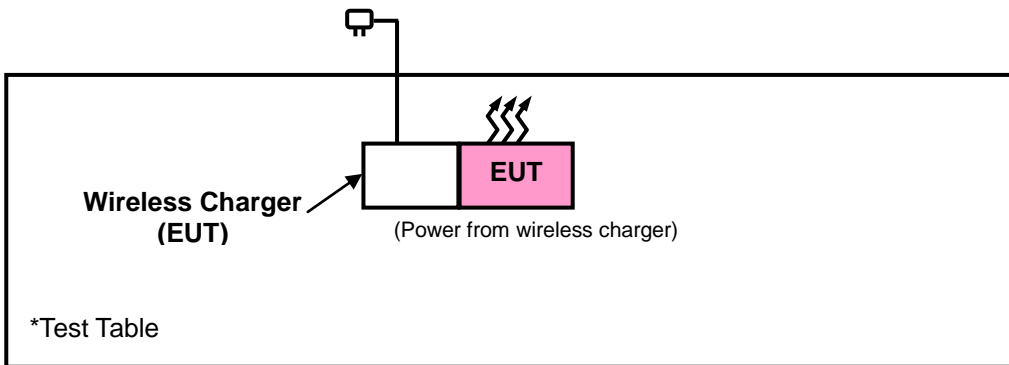 EUT
Wireless Charger
(EUT)
(Power from wireless charger)
*Test Table